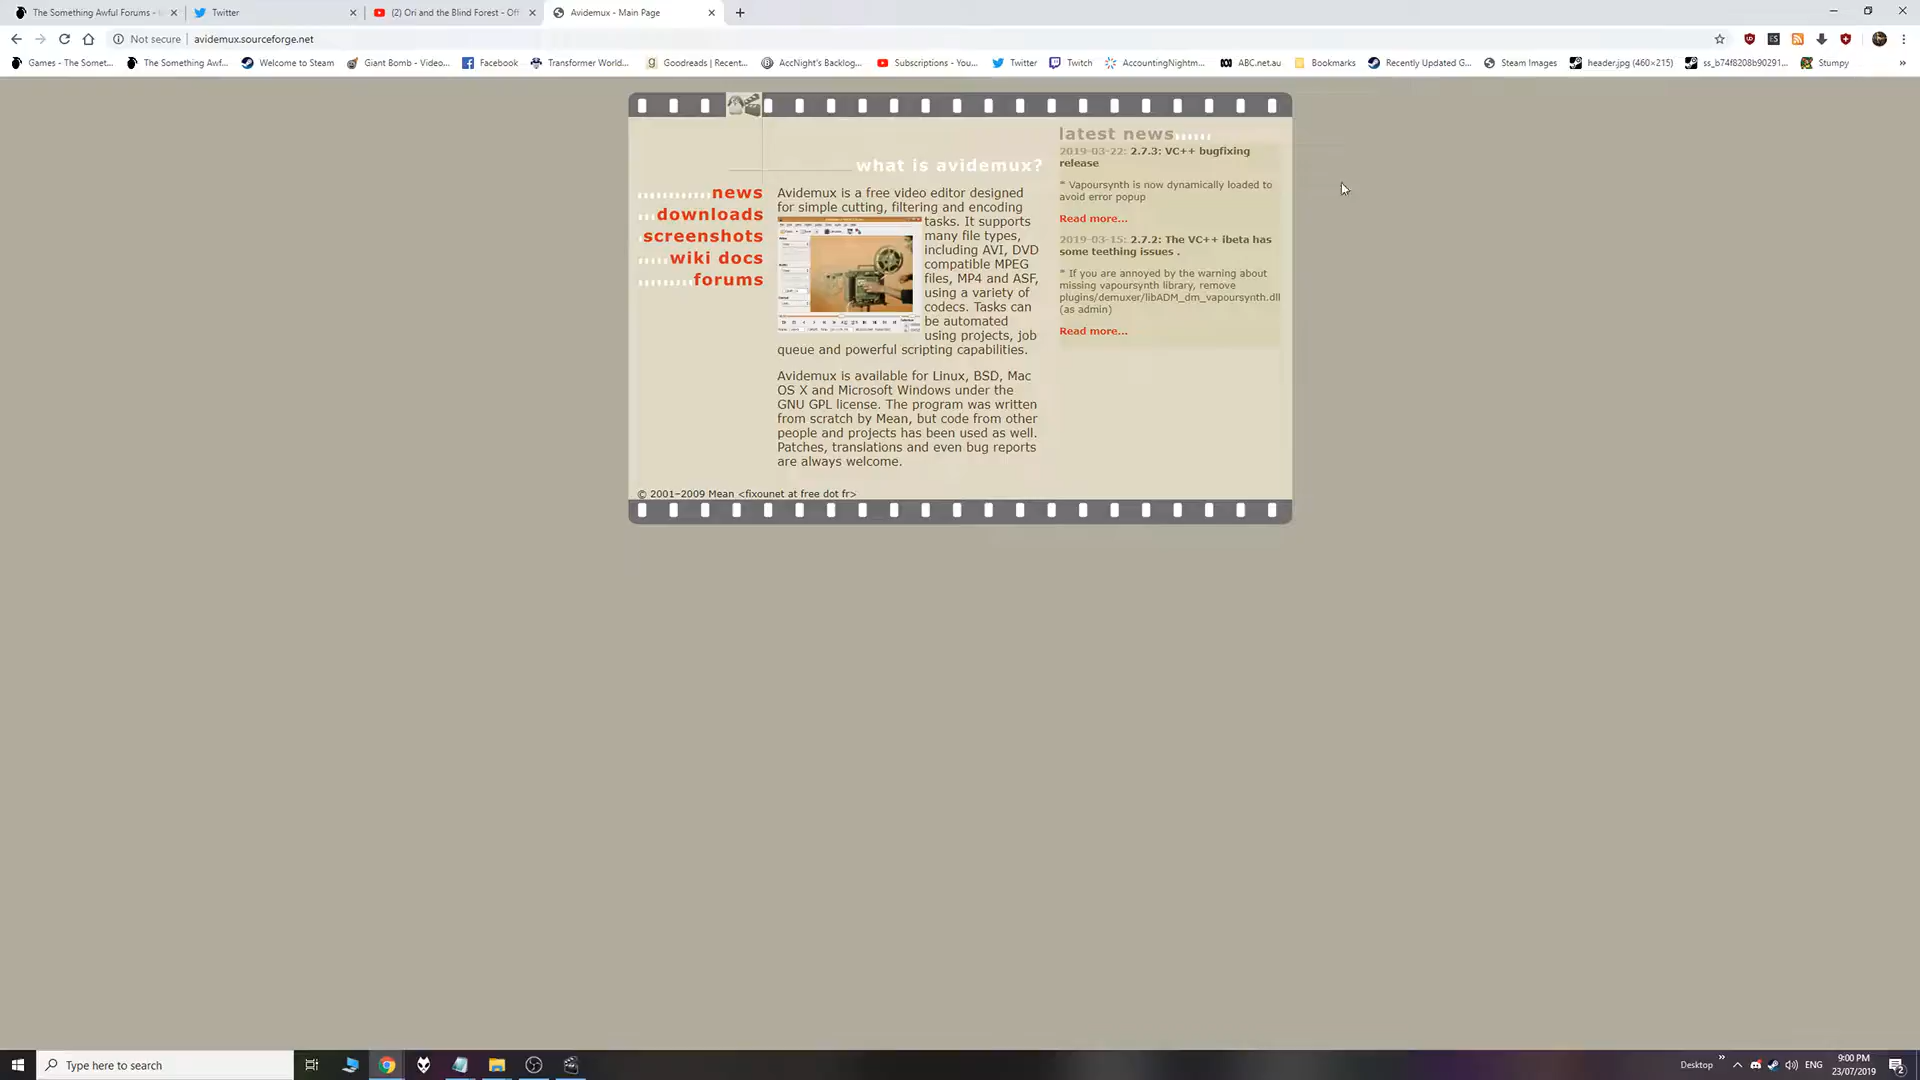 The Something Awful Forums - 
Twitter
(2) Ori and the Blind Forest - Off
Avidemux - Main Page
Not secure
avidemux.sourceforge.net
Games - The Somet...
The Something Awf...
Welcome to Steam
Giant Bomb - Video...
Facebook
Transformer World...
Goodreads | Recent...
AccNight's Backlog...
Subscriptions - You...
Twitter
Twitch
AccountingNightm...
ABC.net.au
Bookmarks
Recently Updated G...
Steam Images
header.jpg (460×215)
ss_b74f8208b90291...
Stumpy
news
downloads
screenshots
wiki docs
forums
what is avidemux?
Avidemux is a free video editor designed
for simple cutting, filtering and encoding
tasks. It supports
many file types,
including AVI, DVD
compatible MPEG
files, MP4 and ASF,
using a variety of
codecs. Tasks can
be automated
using projects, job
queue and powerful scripting capabilities.
Avidemux is available for Linux, BSD, Mac
OS X and Microsoft Windows under the
GNU GPL license. The program was written
from scratch by Mean, but code from other
people and projects has been used as well.
Patches, translations and even bug reports
are always welcome.
latest news
2019-03-22: 2.7.3: VC++ bugfixing
release
* Vapoursynth is now dynamically loaded to
avoid error popup
Read more...
2019-03-15: 2.7.2: The VC++ ibeta has
some teething issues .
* If you are annoyed by the warning about
missing vapoursynth library, remove
plugins/demuxer/libADM_dm_vapoursynth.dll
(as admin)
Read more...
© 2001–2009 Mean <fixounet at free dot fr>
Type here to search
Desktop
ENG
9:00 PM
23/07/2019